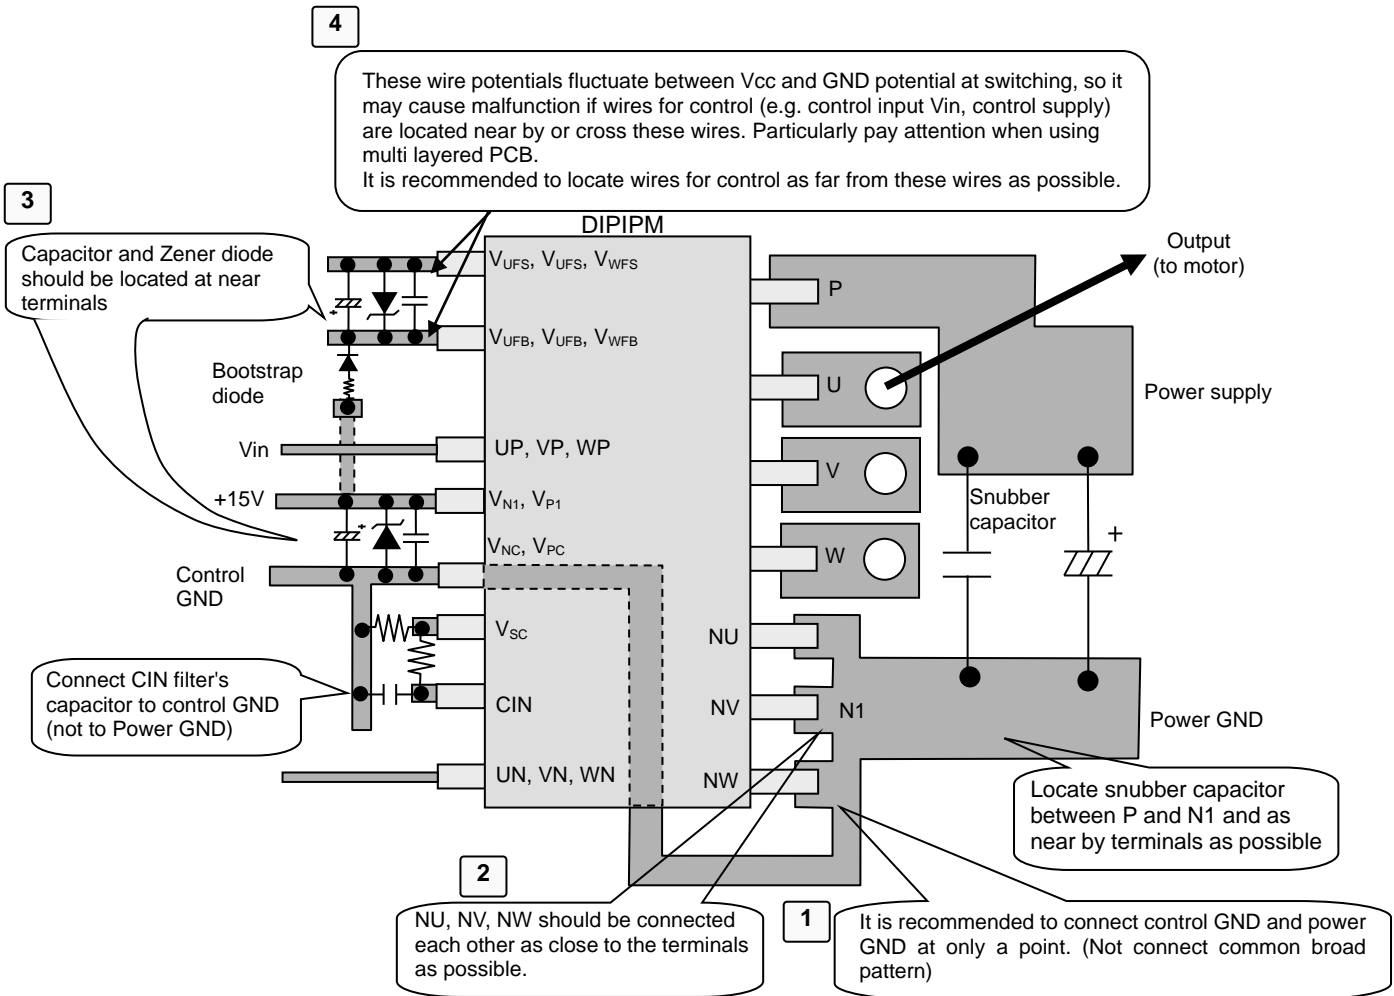 4
These wire potentials fluctuate between Vcc and GND potential at switching, so it
may cause malfunction if wires for control (e.g. control input Vin, control supply)
are located near by or cross these wires. Particularly pay attention when using
multi layered PCB.
It is recommended to locate wires for control as far from these wires as possible.
3
Capacitor and Zener diode
should be located at near
terminals
DIPIPM
Output
(to motor)
VUFS, VUFS, VWFS
P
+
VUFB, VUFB, VWFB
Bootstrap
diode
U
Power supply
Vin
UP, VP, WP
V
+15V
VN1, VP1
Snubber
capacitor
+
+
VNC, VPC
W
Control
GND
VSC
NU
Connect CIN filter's
capacitor to control GND
(not to Power GND)
CIN
NV
N1
Power GND
UN, VN, WN
NW
Locate snubber capacitor
between P and N1 and as
near by terminals as possible
2
NU, NV, NW should be connected
each other as close to the terminals
as possible.
1
It is recommended to connect control GND and power
GND at only a point. (Not connect common broad
pattern)